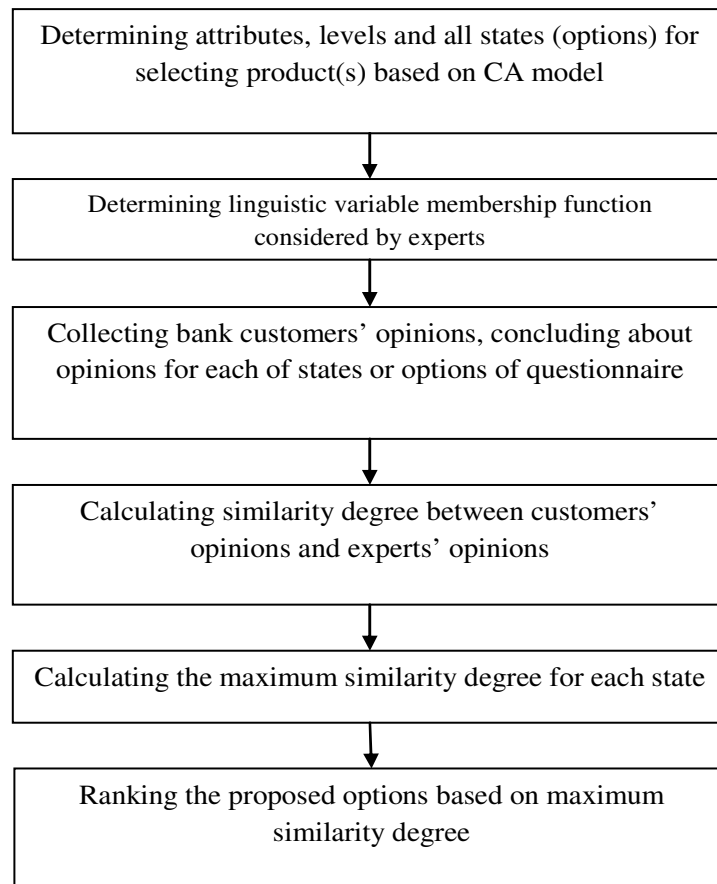 Determining attributes, levels and all states (options) for
selecting product(s) based on CA model
Determining linguistic variable membership function
considered by experts
Collecting bank customers’ opinions, concluding about
opinions for each of states or options of questionnaire
Calculating similarity degree between customers’
opinions and experts’ opinions
Calculating the maximum similarity degree for each state
Ranking the proposed options based on maximum
similarity degree